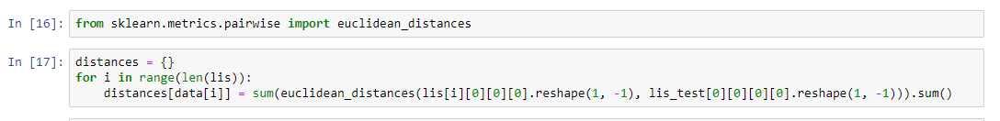 In [16]: from sklearn.metrics.pairwise import euclidean_distances
In [17]: distances = {}
for i in range(len(lis)):
    distances[data[i]] = sum(euclidean_distances(lis[i][0][0][0].reshape(1, -1), lis_test[0][0][0][0].reshape(1, -1))).sum()